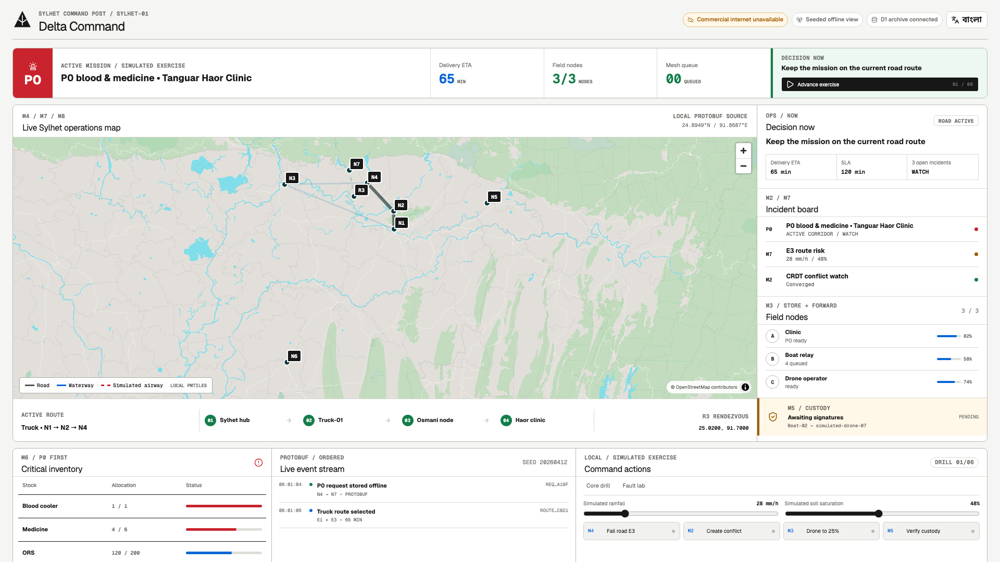 SYLHET COMMAND POST / SYLHET-01
Delta Command
Commercial internet unavailable
Seeded offline view
D1 archive connected
বাংলা
P0
ACTIVE MISSION / SIMULATED EXERCISE
P0 blood & medicine • Tanguar Haor Clinic
Delivery ETA
65 MIN
Field nodes
3/3 NODES
Mesh queue
00 QUEUED
DECISION NOW
Keep the mission on the current road route
Advance exercise 01 / 06
M4 / M7 / M8
Live Sylhet operations map
LOCAL PROTOBUF SOURCE
24.8949°N / 91.8687°E
+
−
N7
N3
N4
R3
N5
N2
N1
N6
Road
Waterway
Simulated airway
LOCAL PMTILES
© OpenStreetMap contributors
ACTIVE ROUTE
Truck • N1 → N2 → N4
01 Sylhet hub
→
02 Truck-01
→
03 Osmani node
→
04 Haor clinic
R3 RENDEZVOUS
25.0200, 91.7000
OPS / NOW
Decision now
ROAD ACTIVE
Keep the mission on the current road route
Delivery ETA
65 min
SLA
120 min
3 open incidents
WATCH
M2 / M7
Incident board
P0
P0 blood & medicine • Tanguar Haor Clinic
ACTIVE CORRIDOR / WATCH
M7
E3 route risk
28 mm/h / 48%
M2
CRDT conflict watch
Converged
M3 / STORE + FORWARD
Field nodes
3 / 3
A
Clinic
P0 ready
82%
B
Boat relay
4 queued
58%
C
Drone operator
ready
74%
M5 / CUSTODY
Awaiting signatures
Boat-02 → simulated-drone-07
PENDING
M6 / P0 FIRST
Critical inventory
Stock Allocation Status
Blood cooler 1 / 1
Medicine 4 / 6
ORS 120 / 200
PROTOBUF / ORDERED
Live event stream
SEED 20260412
08:01:04 P0 request stored offline REQ…A19F
N4 → N7 • PROTOBUF
08:01:06 Truck route selected ROUTE…C821
E1 + E3 • 65 MIN
LOCAL / SIMULATED EXERCISE
Command actions
DRILL 01/06
Core drill Fault lab
Simulated rainfall 28 mm/h
Simulated soil saturation 48%
M4 Fail road E3
M2 Create conflict
M3 Drone to 25%
M5 Verify custody